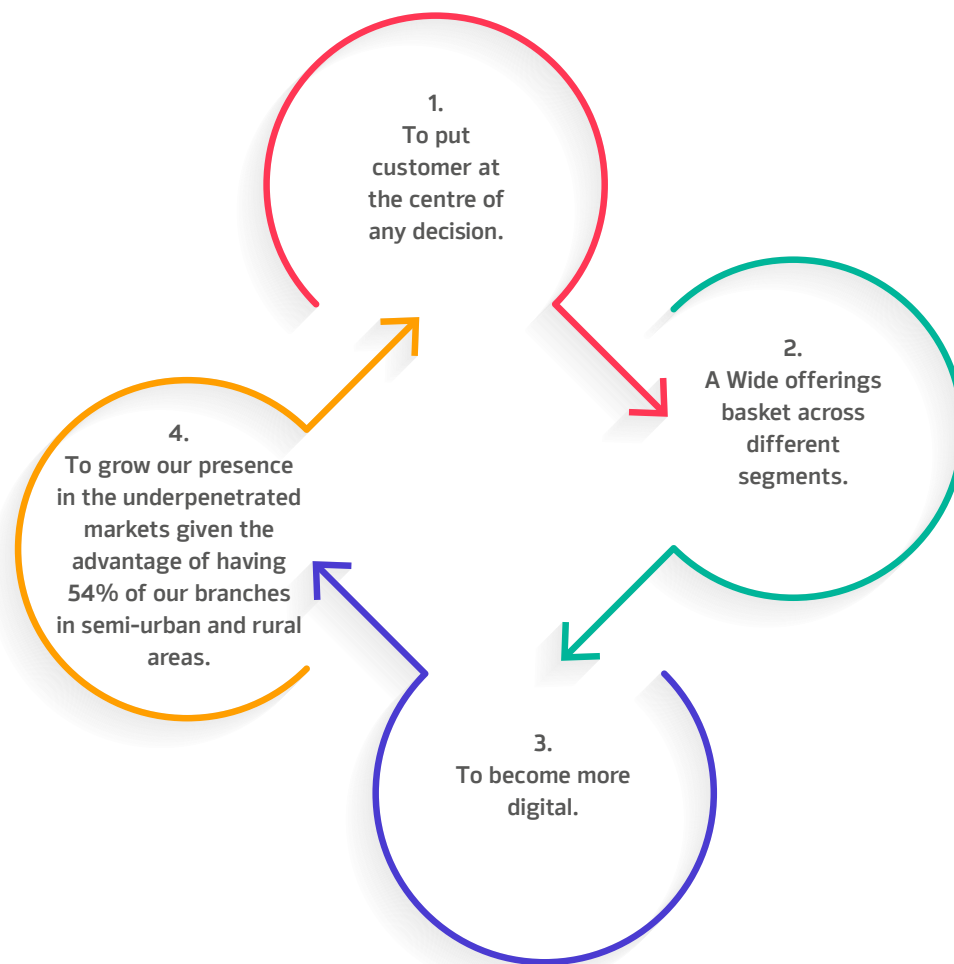 1.
To put
customer at
the centre of
any decision.
2.
A Wide offerings
basket across
different
segments.
3.
To become more
digital.
4.
To grow our presence
in the underpenetrated
markets given the
advantage of having
54% of our branches
in semi-urban and rural
areas.